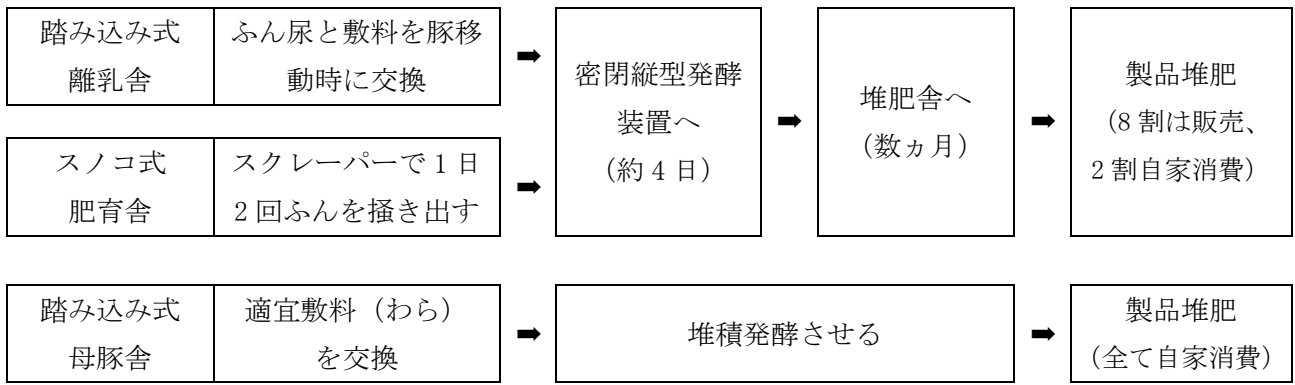 踏み込み式
離乳舎
ふん尿と敷料を豚移
動時に交換
➡
スノコ式
肥育舎
スクレーパーで1日
2回ふんを掻き出す
➡
密閉縦型発酵
装置へ
(約4日)
➡
堆肥舎へ
(数ヵ月)
➡
製品堆肥
(8割は販売、
2割自家消費)
踏み込み式
母豚舎
適宜敷料(わら)
を交換
➡
堆積発酵させる
➡
製品堆肥
(全て自家消費)